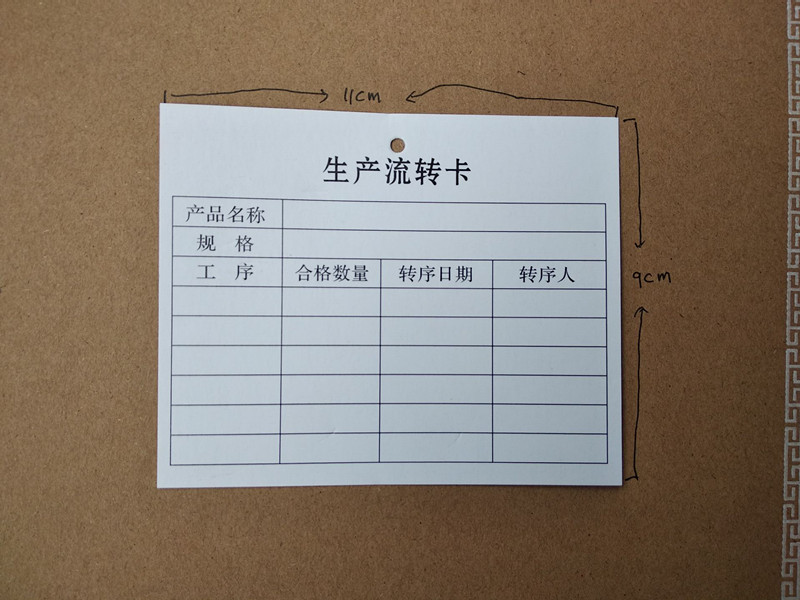 11cm
生产流转卡
产品名称
规 格
工 序 合格数量 转序日期 转序人
9cm